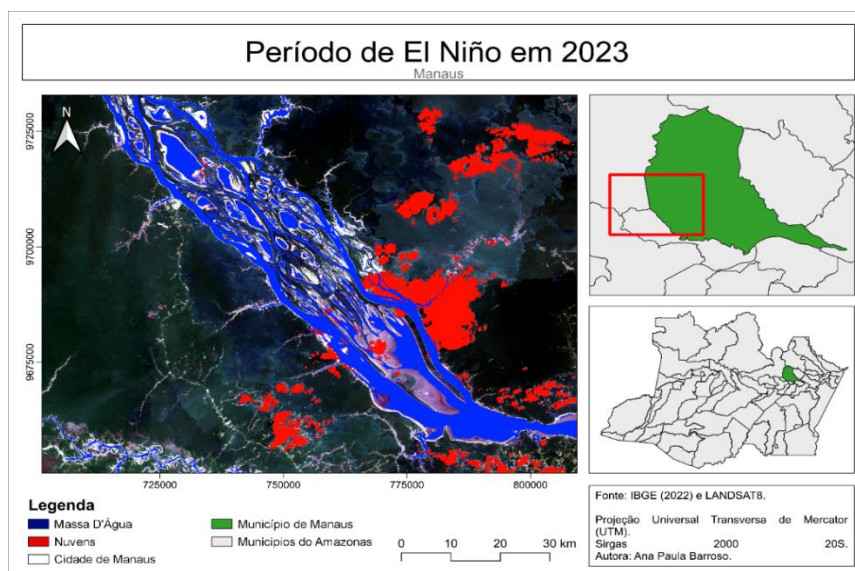 Período de El Niño em 2023
Manaus
N
9725000
9700000
9675000
725000
750000
775000
800000
Legenda
Massa D'Água
Nuvens
Cidade de Manaus
Município de Manaus
Municipios do Amazonas
0 10 20 30 km
Fonte: IBGE (2022) e LANDSAT8.
Projeção Universal Transversa de Mercator
(UTM).
Sirgas 2000 20S.
Autora: Ana Paula Barroso.